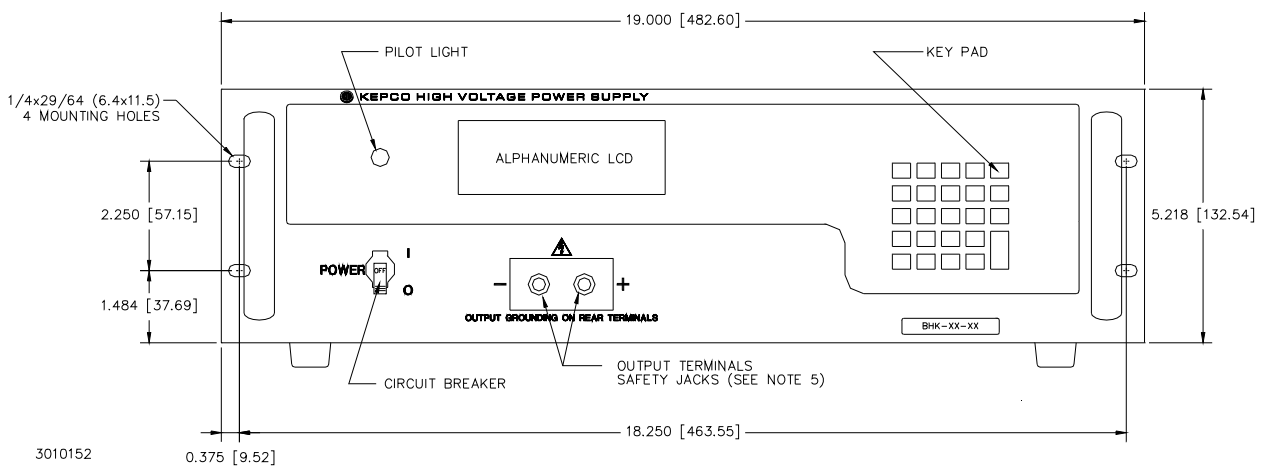 19.000 [482.60]
PILOT LIGHT
KEY PAD
1/4x29/64 (6.4x11.5)
4 MOUNTING HOLES
KEPCO HIGH VOLTAGE POWER SUPPLY
ALPHANUMERIC LCD
2.250 [57.15]
5.218 [132.54]
I
POWER
OFF
O
1.484 [37.69]
− +
OUTPUT GROUNDING ON REAR TERMINALS
BHK-XX-XX
CIRCUIT BREAKER
OUTPUT TERMINALS
SAFETY JACKS (SEE NOTE 5)
18.250 [463.55]
3010152
0.375 [9.52]